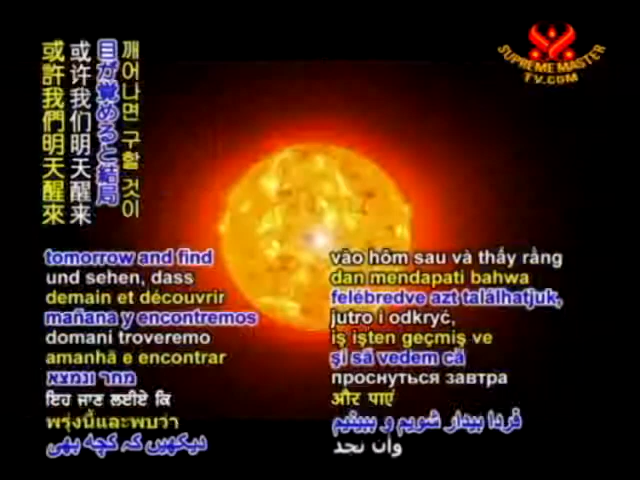 SUPREME MASTER
TV.COM
깨어나면 구할 것이
目が覚めると結局
或许我们明天醒来
或許我們明天醒來
tomorrow and find
und sehen, dass
demain et découvrir
mañana y encontremos
domani troveremo
amanhã e encontrar
מחר ונמצא
ਇਹ ਜਾਣ ਲਈਏ ਕਿ
พรุ่งนี้และพบว่า
دیکھیں کہ کچھ بھی
vào hôm sau và thấy rằng
dan mendapati bahwa
felébredve azt találhatjuk,
jutro i odkryć,
iş işten geçmiş ve
şi să vedem că
проснуться завтра
और पाएं
فردا بیدار شویم و ببینیم
وأن نجد